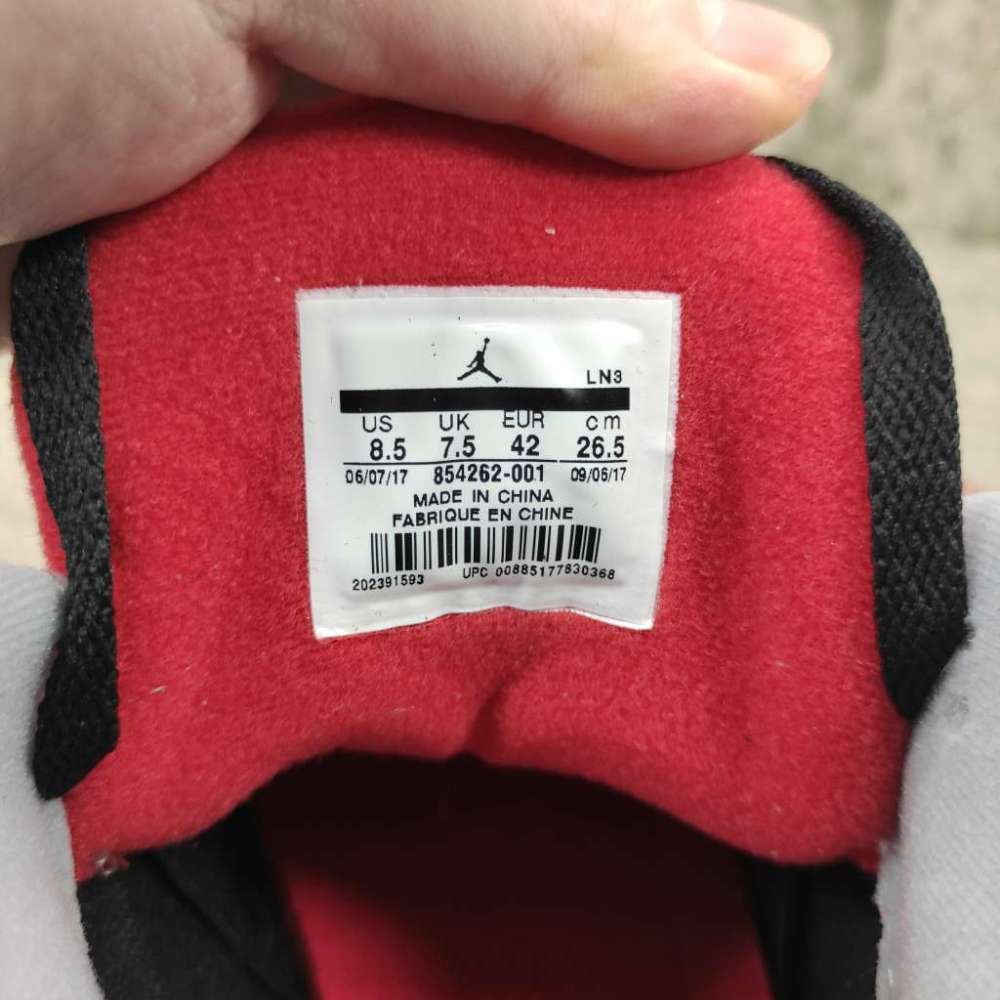 LN3
US UK EUR cm
8.5 7.5 42 26.5
06/07/17 854262-001 09/06/17
MADE IN CHINA
FABRIQUE EN CHINE
202391593 UPC 00885177830368